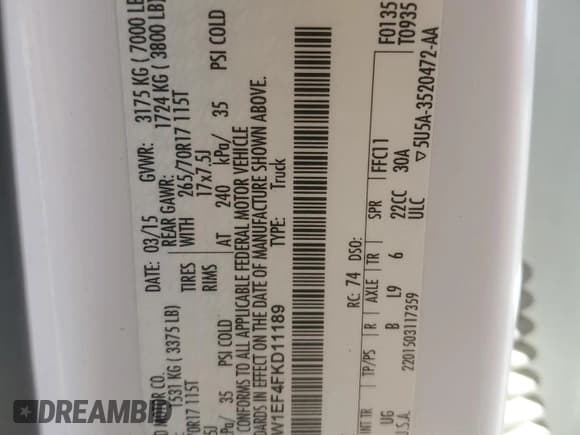 D MOTOR CO.
DATE: 03/15 GVWR: 3175 KG ( 7000 LB
531 KG ( 3375 LB) REAR GAWR: 1724 KG ( 3800 LB)
70R17 115T TIRES WITH 265/70R17 115T
RIMS 17x7.5J
/ 35 PSI COLD AT 240 kPa/ 35 PSI COLD
CONFORMS TO ALL APPLICABLE FEDERAL MOTOR VEHICLE
DARDS IN EFFECT ON THE DATE OF MANUFACTURE SHOWN ABOVE.
W1EF4FKD11189 TYPE: Truck
F0135
RC: 74 DSO: T0935
INT TR TP/PS R AXLE TR SPR FFC11
UG B L9 6 22CC 30A
ULC
U.S.A. 2201503117359 ▽5U5A-3520472-AA
DREAMBID